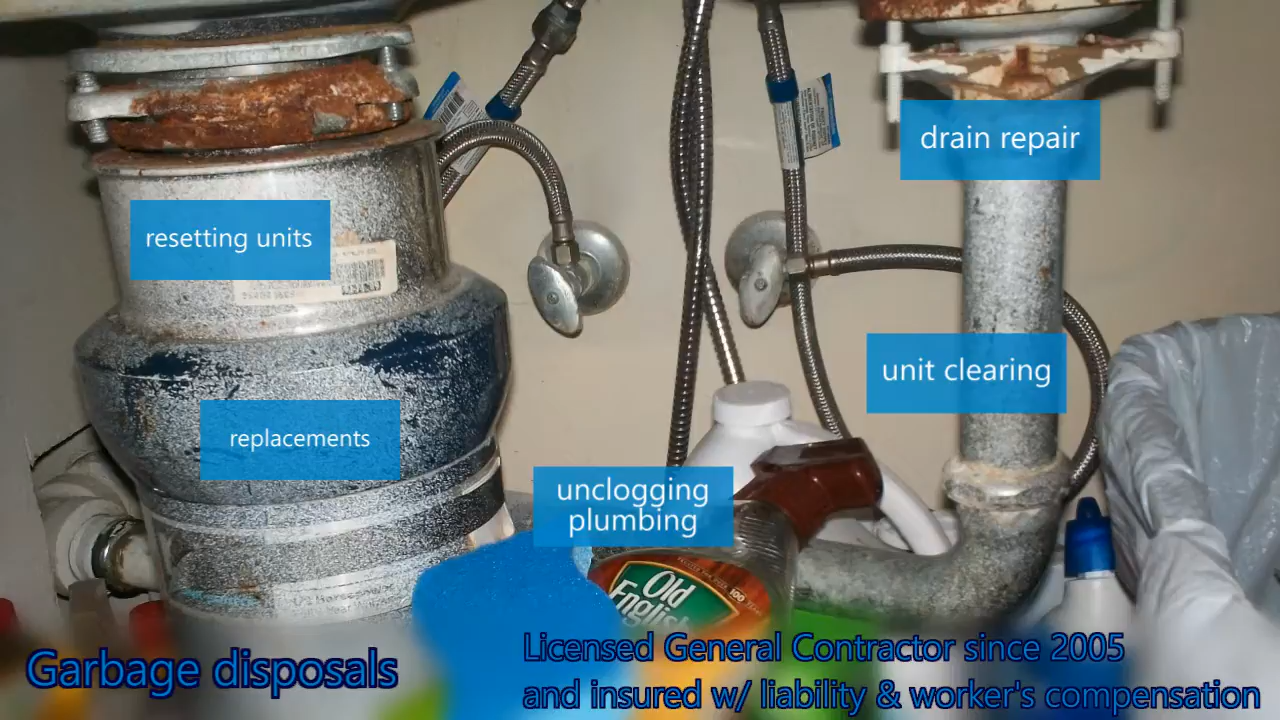 drain repair
resetting units
unit clearing
replacements
unclogging
plumbing
Old
English
100
Garbage disposals
Licensed General Contractor since 2005
and insured w/ liability & worker's compensation